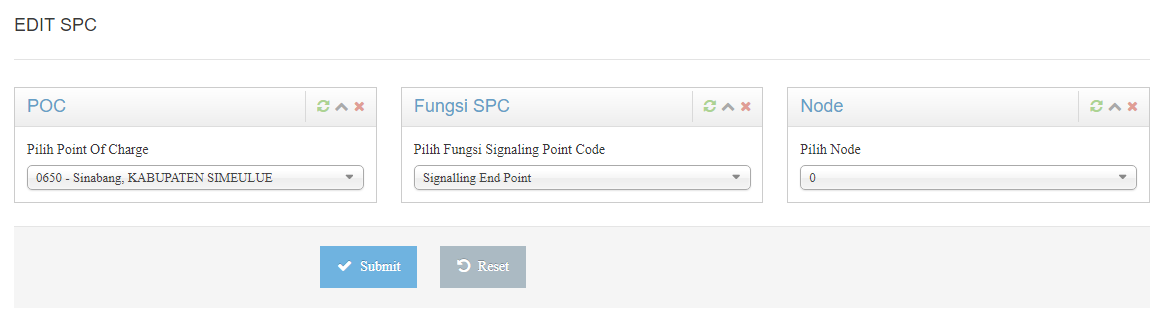 EDIT SPC
POC
Fungsi SPC
Node
Pilih Point Of Charge
Pilih Fungsi Signaling Point Code
Pilih Node
0650 - Sinabang, KABUPATEN SIMEULUE
Signalling End Point
0
Submit
Reset